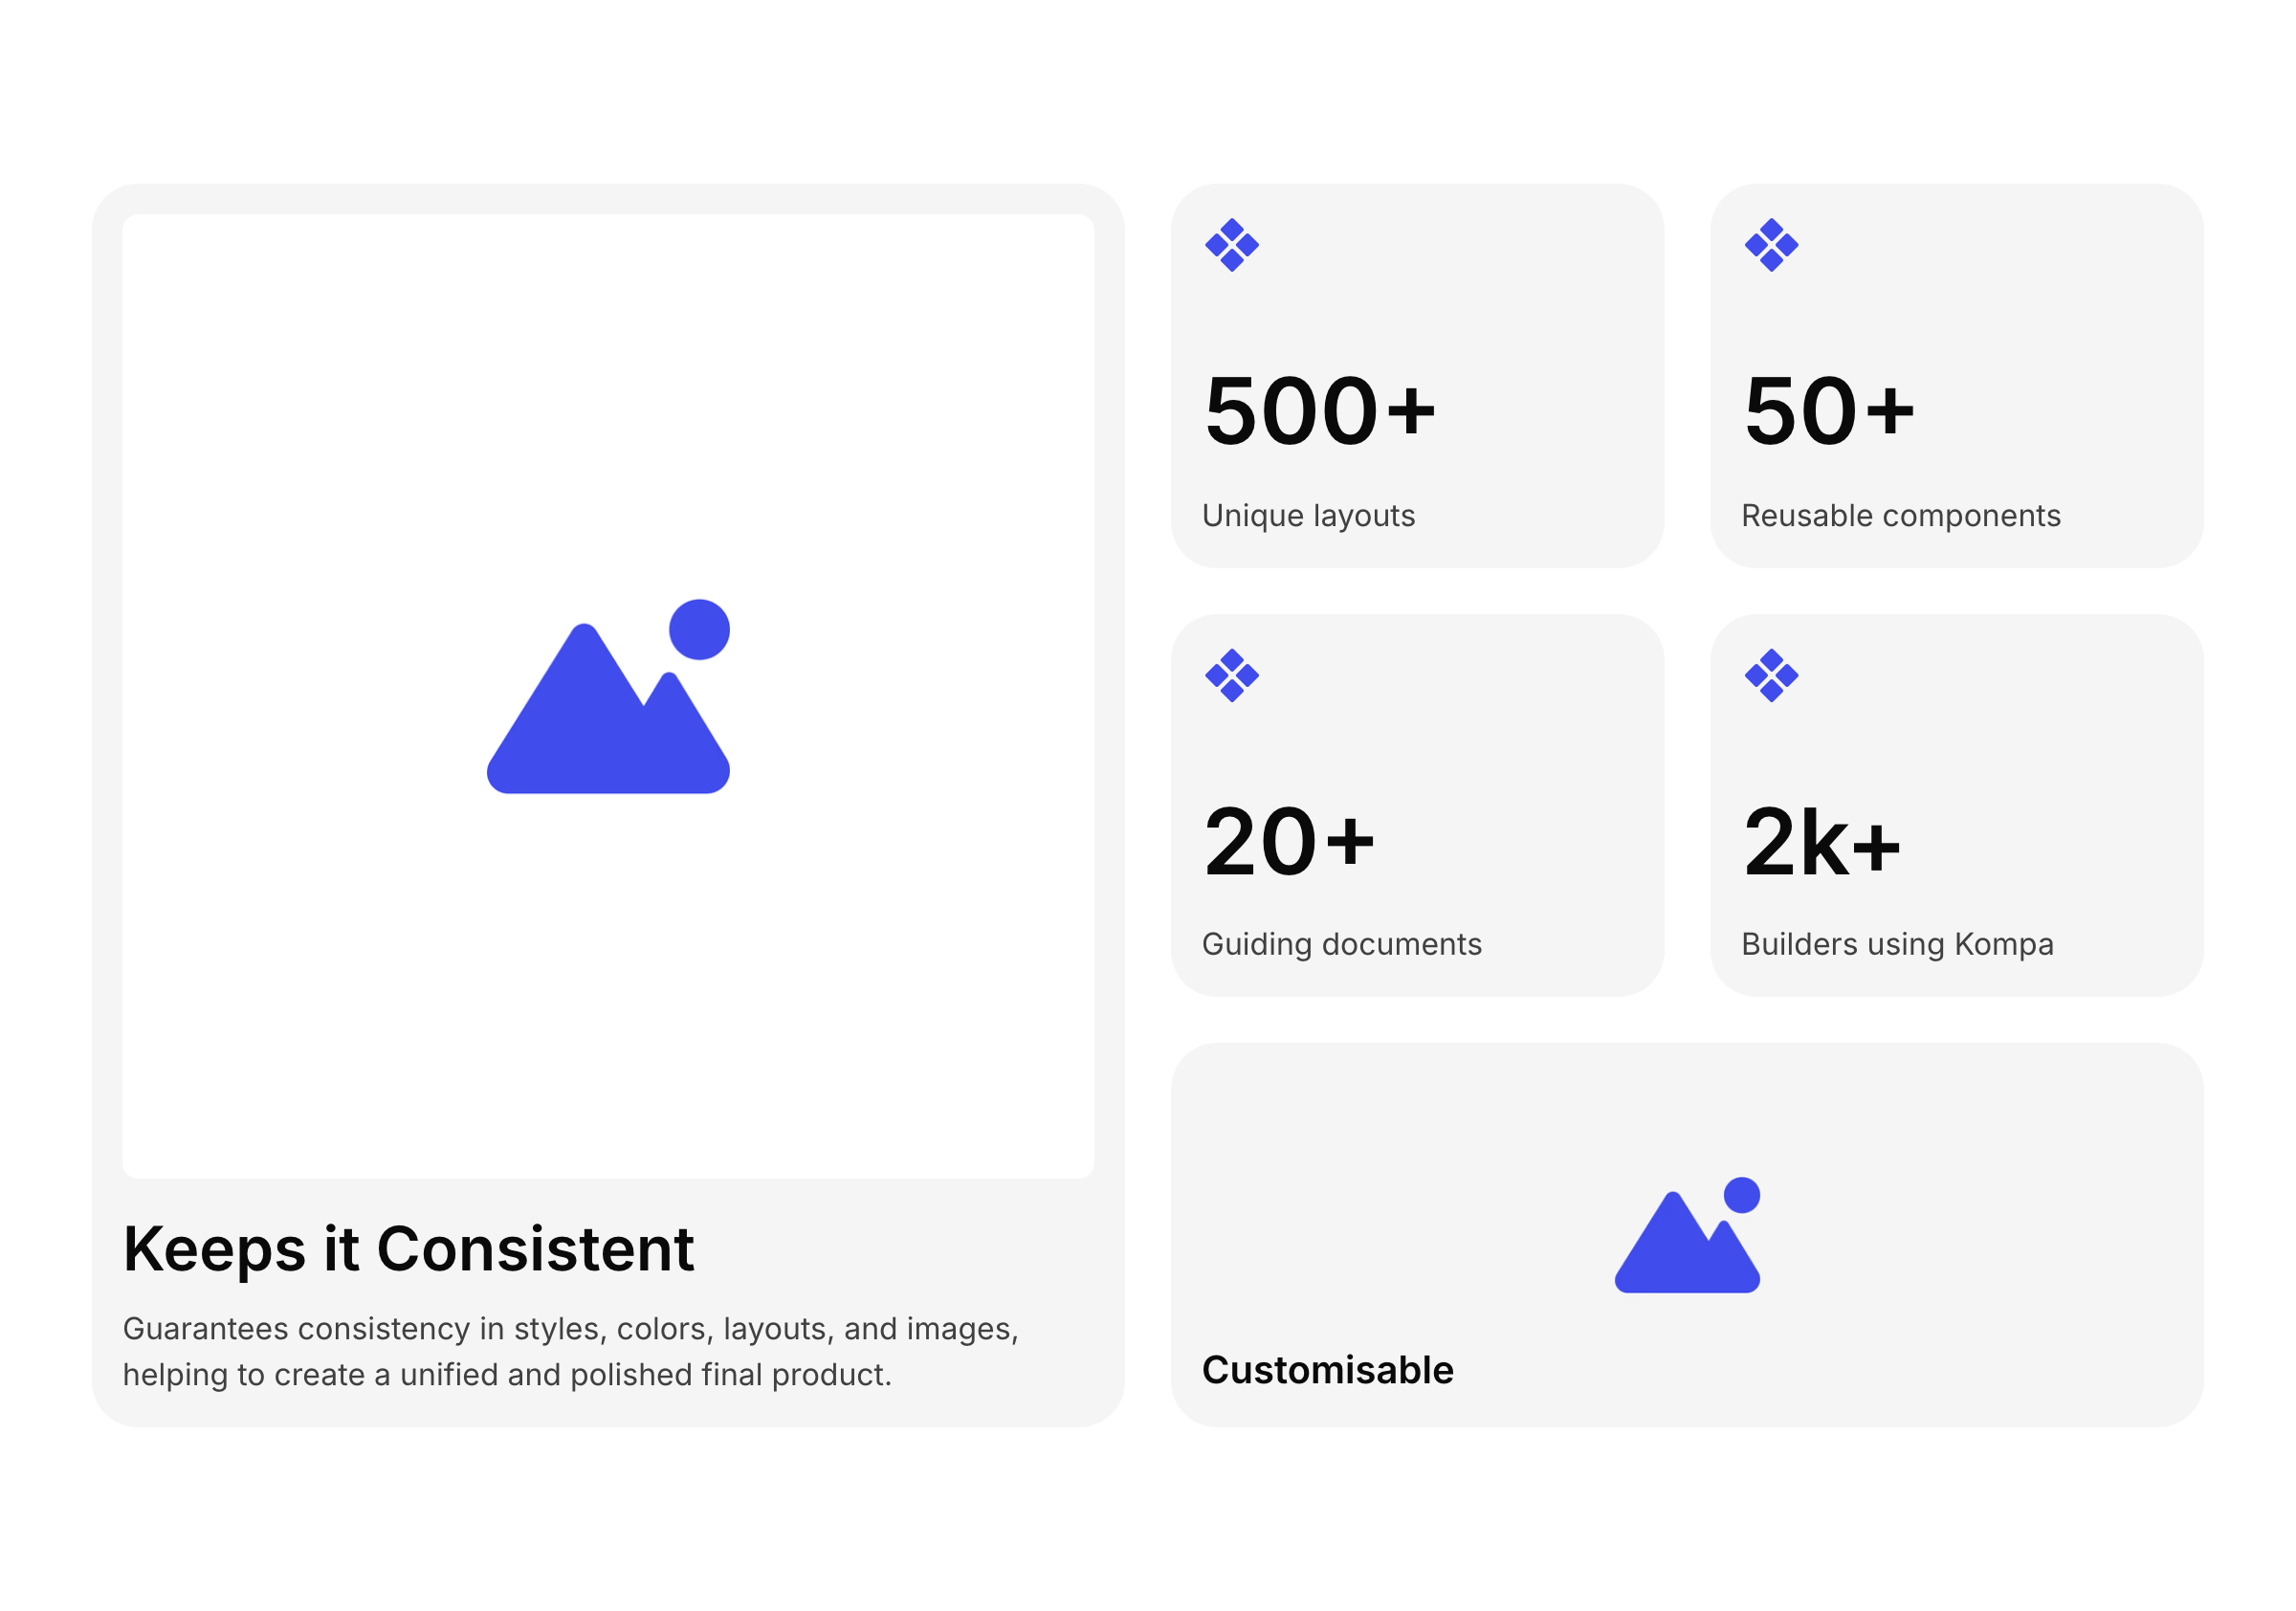 Keeps it Consistent
Guarantees consistency in styles, colors, layouts, and images,
helping to create a unified and polished final product.
500+
Unique layouts
50+
Reusable components
20+
Guiding documents
2k+
Builders using Kompa
Customisable